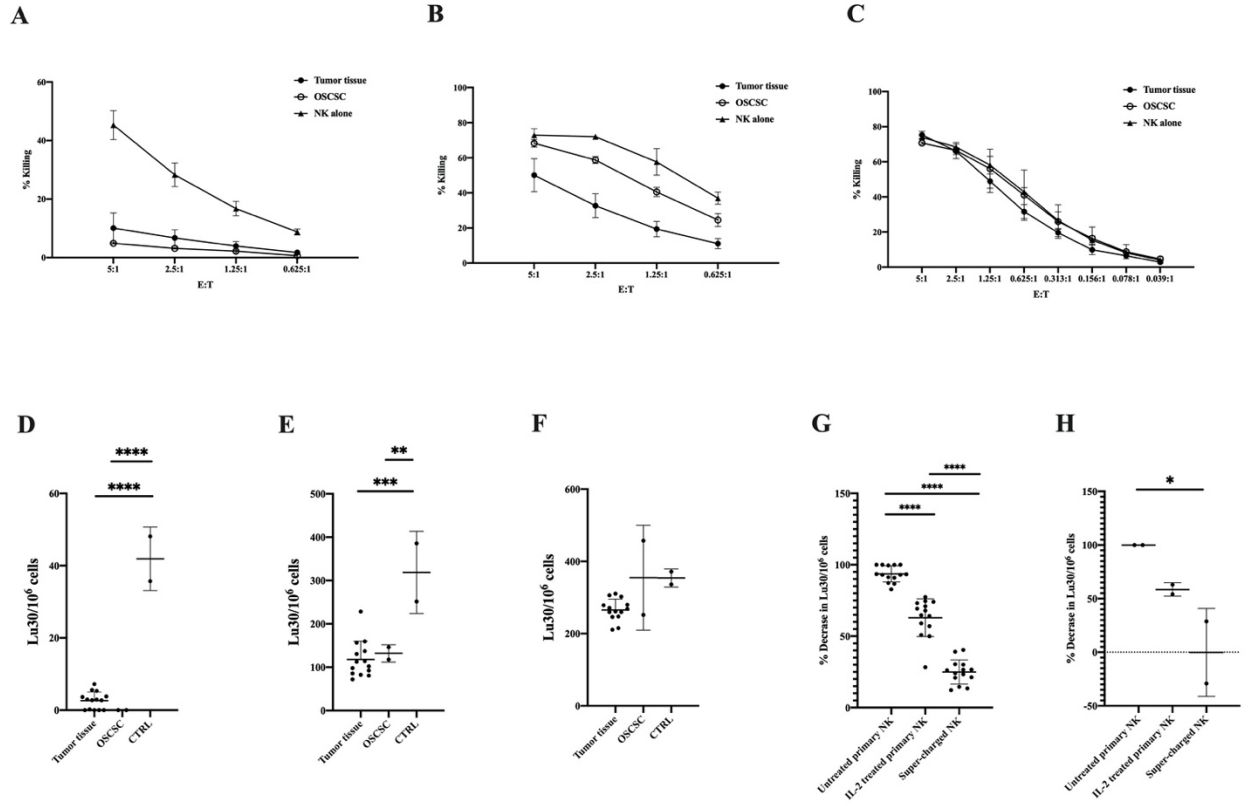 A
60
40
20
0
% Killing
5:1
2.5:1
1.25:1
0.625:1
E:T
Tumor tissue
OSCSC
NK alone
B
100
80
60
40
20
0
% Killing
5:1
2.5:1
1.25:1
0.625:1
E:T
Tumor tissue
OSCSC
NK alone
C
100
80
60
40
20
0
% Killing
5:1
2.5:1
1.25:1
0.625:1
0.313:1
0.156:1
0.078:1
0.039:1
E:T
Tumor tissue
OSCSC
NK alone
D
****
****
60
40
20
0
Lu30/10⁶ cells
Tumor tissue
OSCSC
CTRL
E
**
***
500
400
300
200
100
0
Lu30/10⁶ cells
Tumor tissue
OSCSC
CTRL
F
600
400
200
0
Lu30/10⁶ cells
Tumor tissue
OSCSC
CTRL
G
****
****
****
150
100
50
0
% Decrease in Lu30/10⁶ cells
Untreated primary NK
IL-2 treated primary NK
Super-charged NK
H
*
150
100
50
0
-50
% Decrase in Lu30/10⁶ cells
Untreated primary NK
IL-2 treated primary NK
Super-charged NK